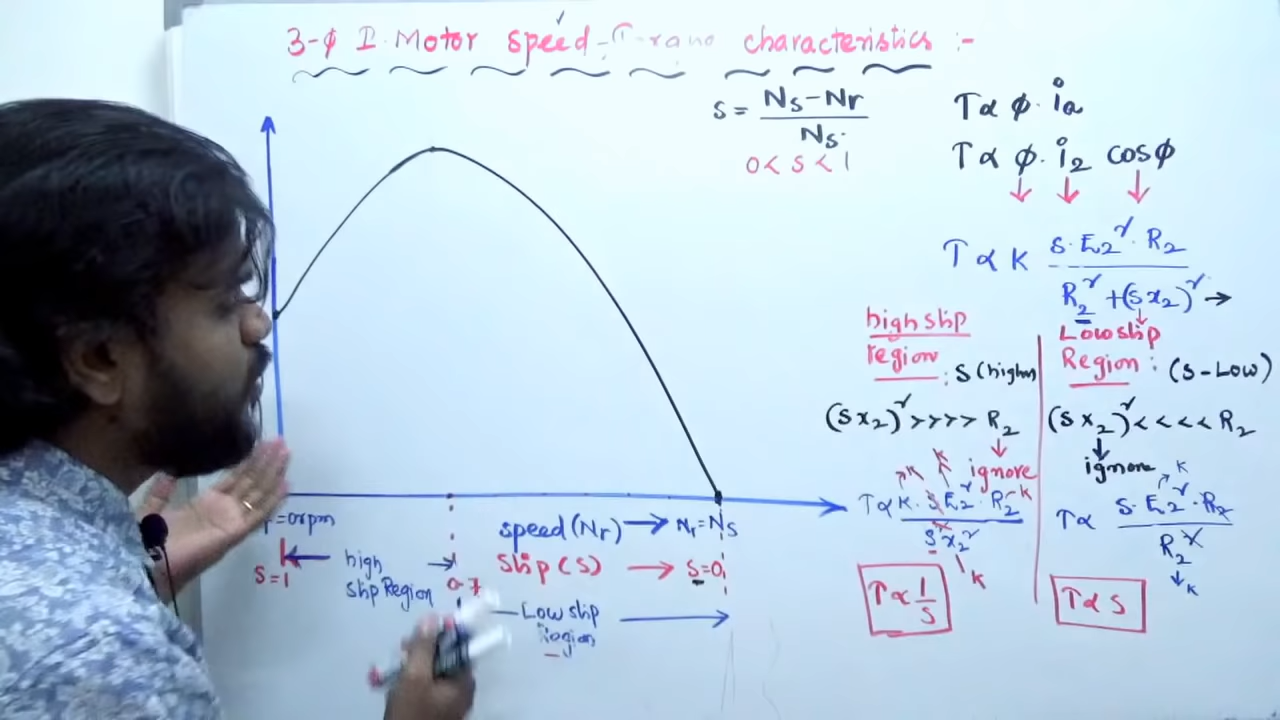 3-φ I Motor speed-T characteristics :-
S = Ns-Nr / Ns
0 < s < 1
T ∝ φ. ia
T ∝ φ. i2 cosφ
T ∝ K S.E2². R2 / R2² + (Sx2)² →
high slip region : S (high)
(Sx2)² >>>> R2
ignore
K K
T ∝ K. S. E2². R2 - K / S² x2²
K
T ∝ 1/S
Low slip Region : (S-Low)
(Sx2)² <<<< R2
ignore
K
T ∝ S. E2². R2 / R2²
K
T ∝ S
r=0rpm
speed (Nr) → Nr=Ns
S=1
Slip (S) → S=0
high slip Region
0.7
Low slip Region